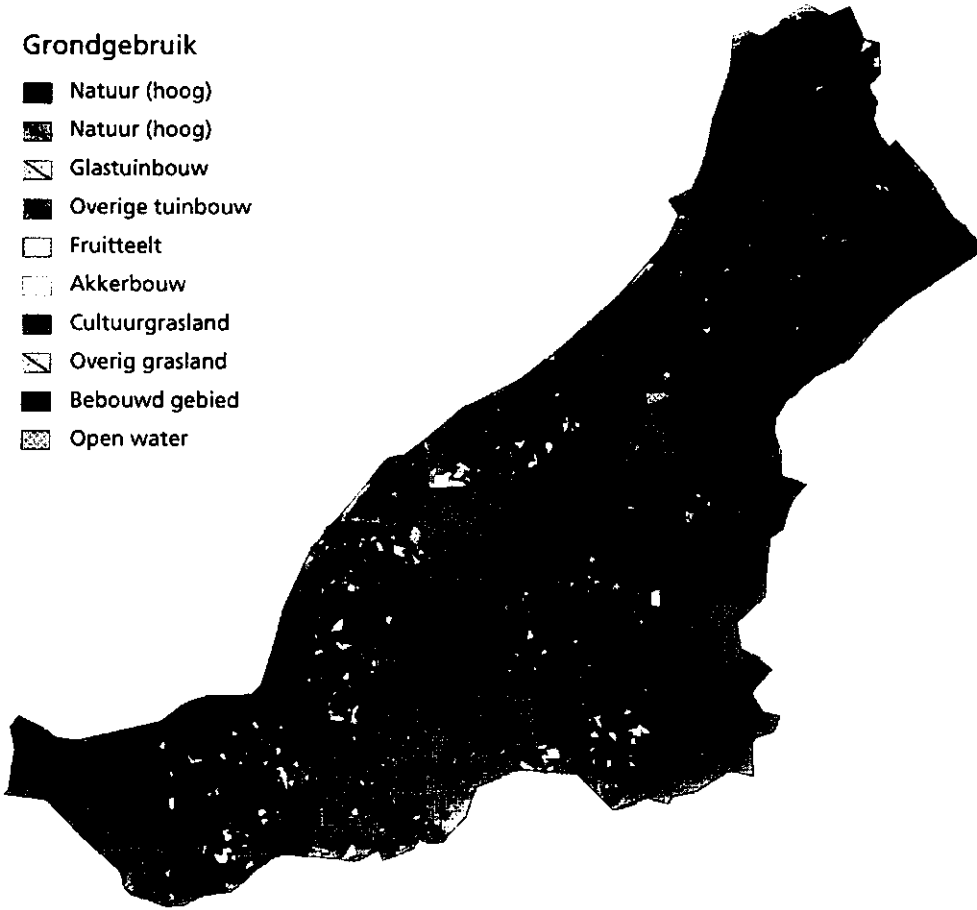 Grondgebruik
Natuur (hoog)
Natuur (hoog)
Glastuinbouw
Overige tuinbouw
Fruitteelt
Akkerbouw
Cultuurgrasland
Overig grasland
Bebouwd gebied
Open water